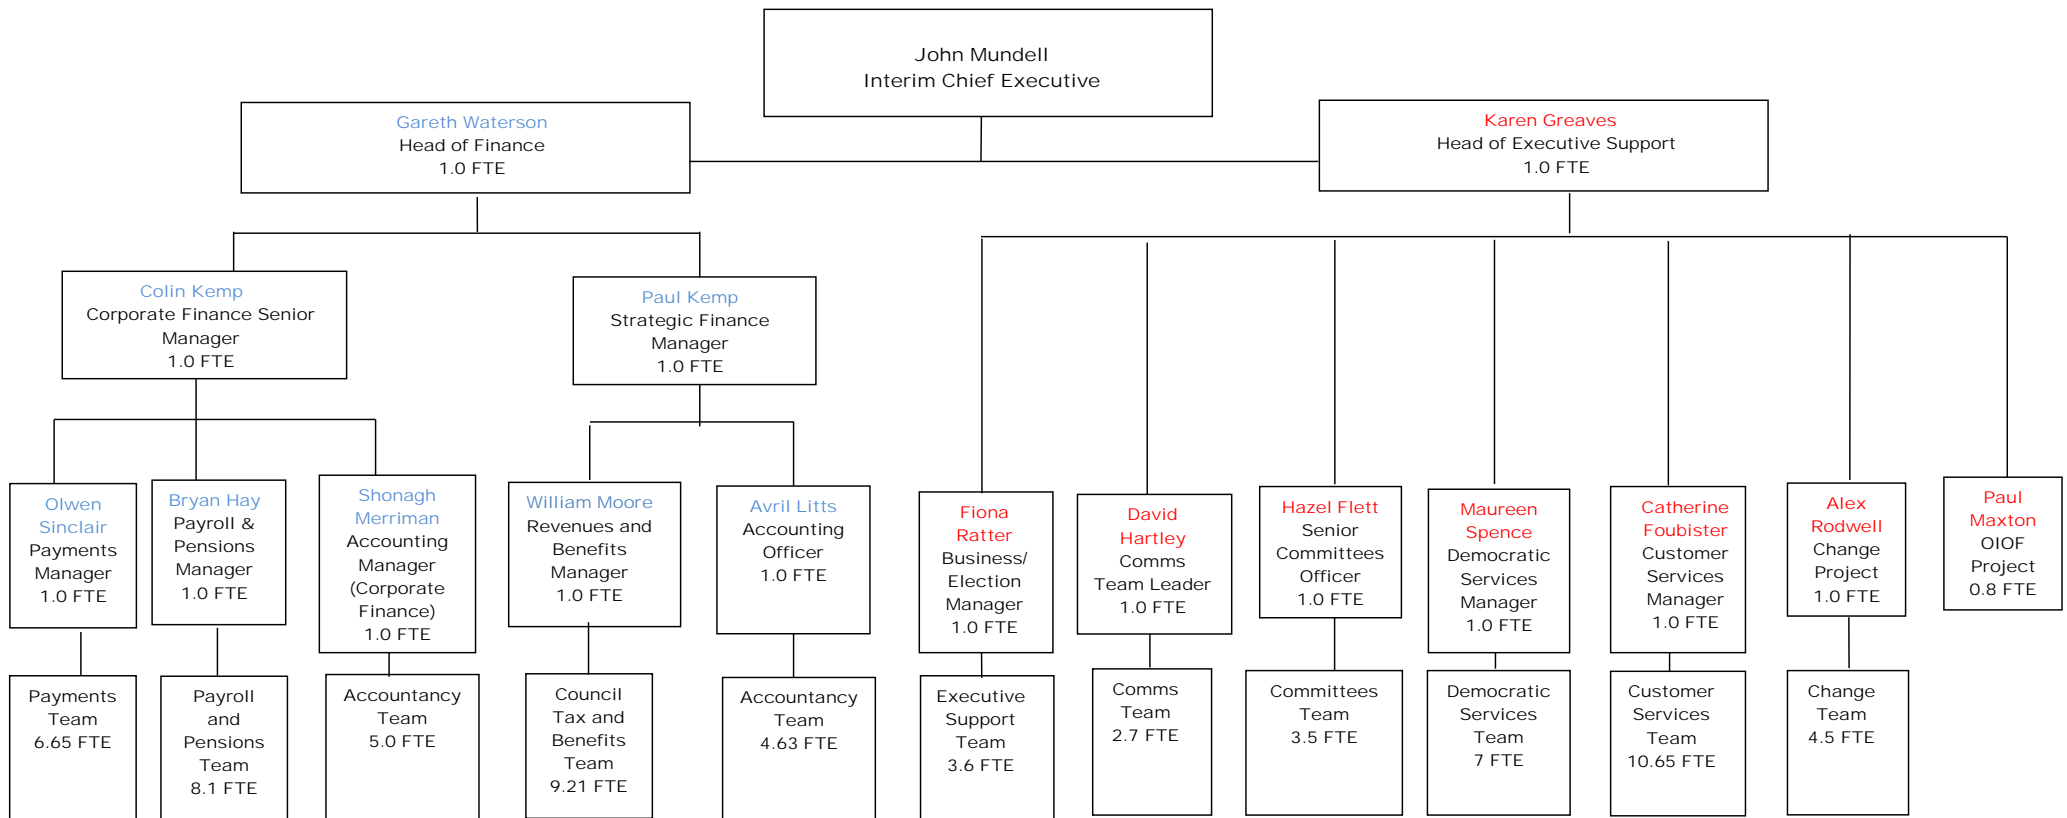 John Mundell
Interim Chief Executive
Gareth Waterson
Head of Finance
1.0 FTE
Karen Greaves
Head of Executive Support
1.0 FTE
Colin Kemp
Corporate Finance Senior
Manager
1.0 FTE
Paul Kemp
Strategic Finance
Manager
1.0 FTE
Olwen
Sinclair
Payments
Manager
1.0 FTE
Bryan Hay
Payroll &
Pensions
Manager
1.0 FTE
Shonagh
Merriman
Accounting
Manager
(Corporate
Finance)
1.0 FTE
William Moore
Revenues and
Benefits
Manager
1.0 FTE
Avril Litts
Accounting
Officer
1.0 FTE
Fiona
Ratter
Business/
Election
Manager
1.0 FTE
David
Hartley
Comms
Team Leader
1.0 FTE
Hazel Flett
Senior
Committees
Officer
1.0 FTE
Maureen
Spence
Democratic
Services
Manager
1.0 FTE
Catherine
Foubister
Customer
Services
Manager
1.0 FTE
Alex
Rodwell
Change
Project
1.0 FTE
Paul
Maxton
OIOF
Project
0.8 FTE
Payments
Team
6.65 FTE
Payroll
and
Pensions
Team
8.1 FTE
Accountancy
Team
5.0 FTE
Council
Tax and
Benefits
Team
9.21 FTE
Accountancy
Team
4.63 FTE
Executive
Support
Team
3.6 FTE
Comms
Team
2.7 FTE
Committees
Team
3.5 FTE
Democratic
Services
Team
7 FTE
Customer
Services
Team
10.65 FTE
Change
Team
4.5 FTE